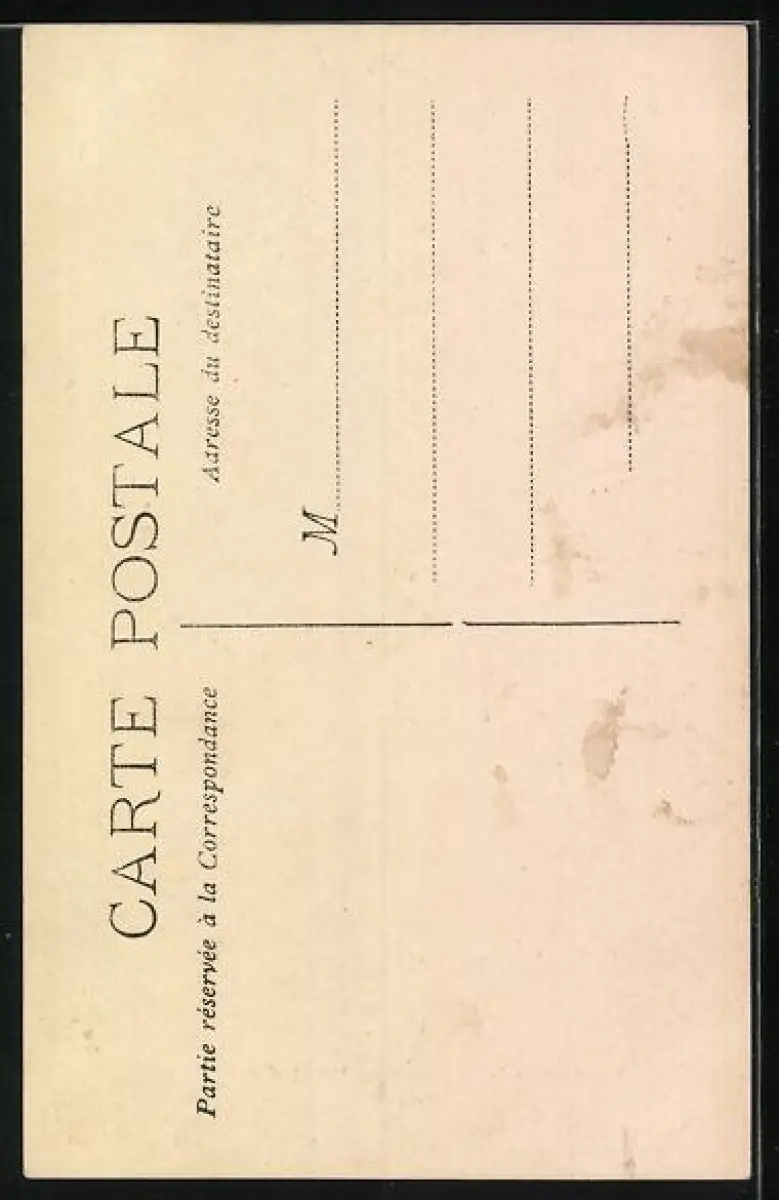 CARTE POSTALE
Partie réservée à la Correspondance
Adresse du destinataire
M